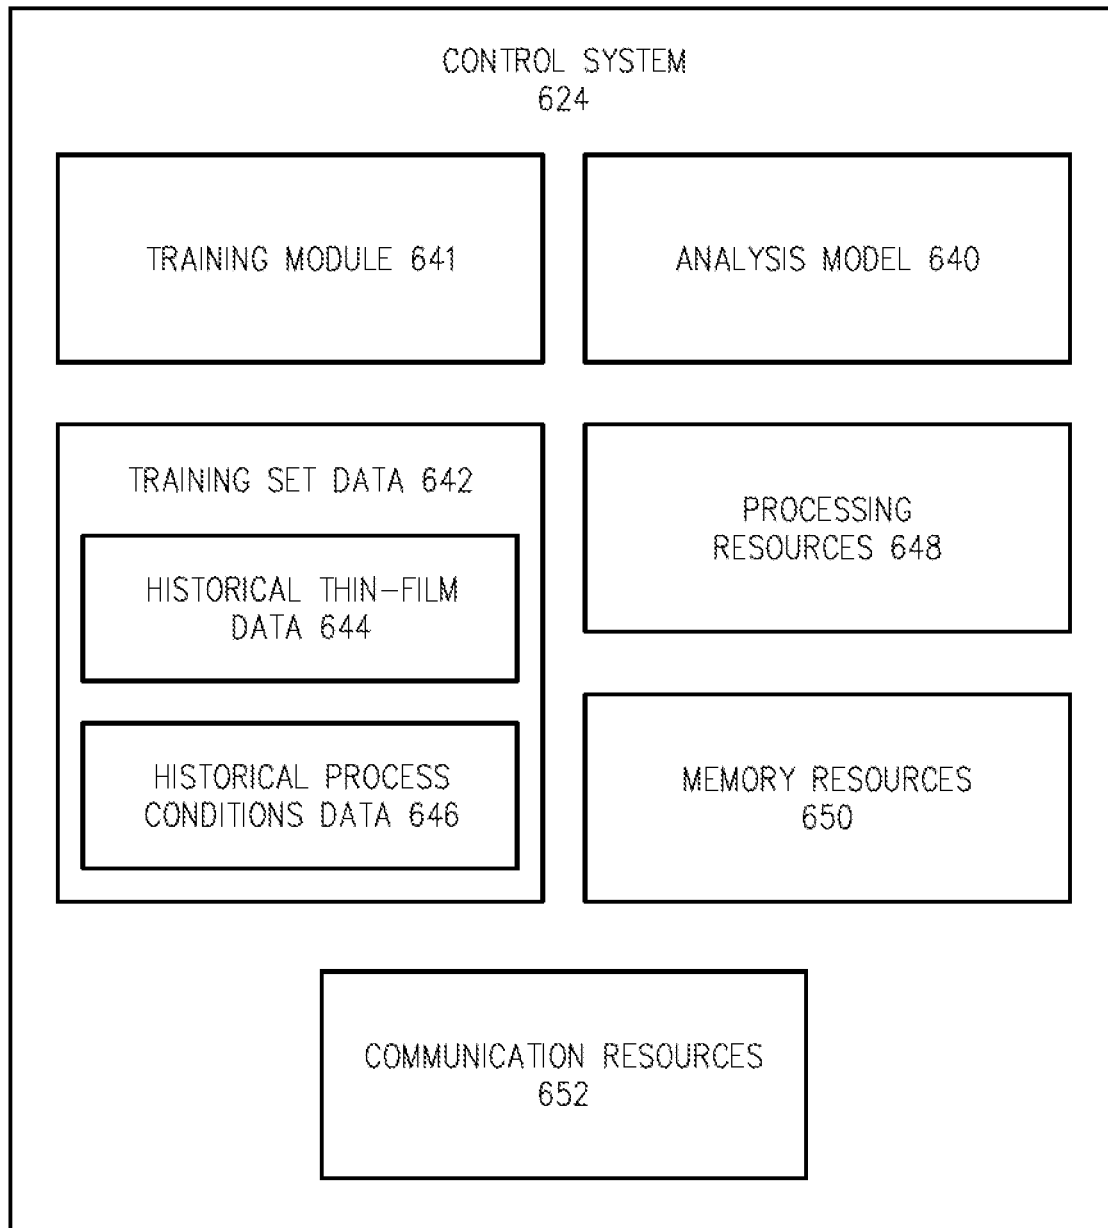 CONTROL SYSTEM
624
TRAINING MODULE 641
ANALYSIS MODEL 640
TRAINING SET DATA 642
HISTORICAL THIN-FILM
DATA 644
HISTORICAL PROCESS
CONDITIONS DATA 646
PROCESSING
RESOURCES 648
MEMORY RESOURCES
650
COMMUNICATION RESOURCES
652